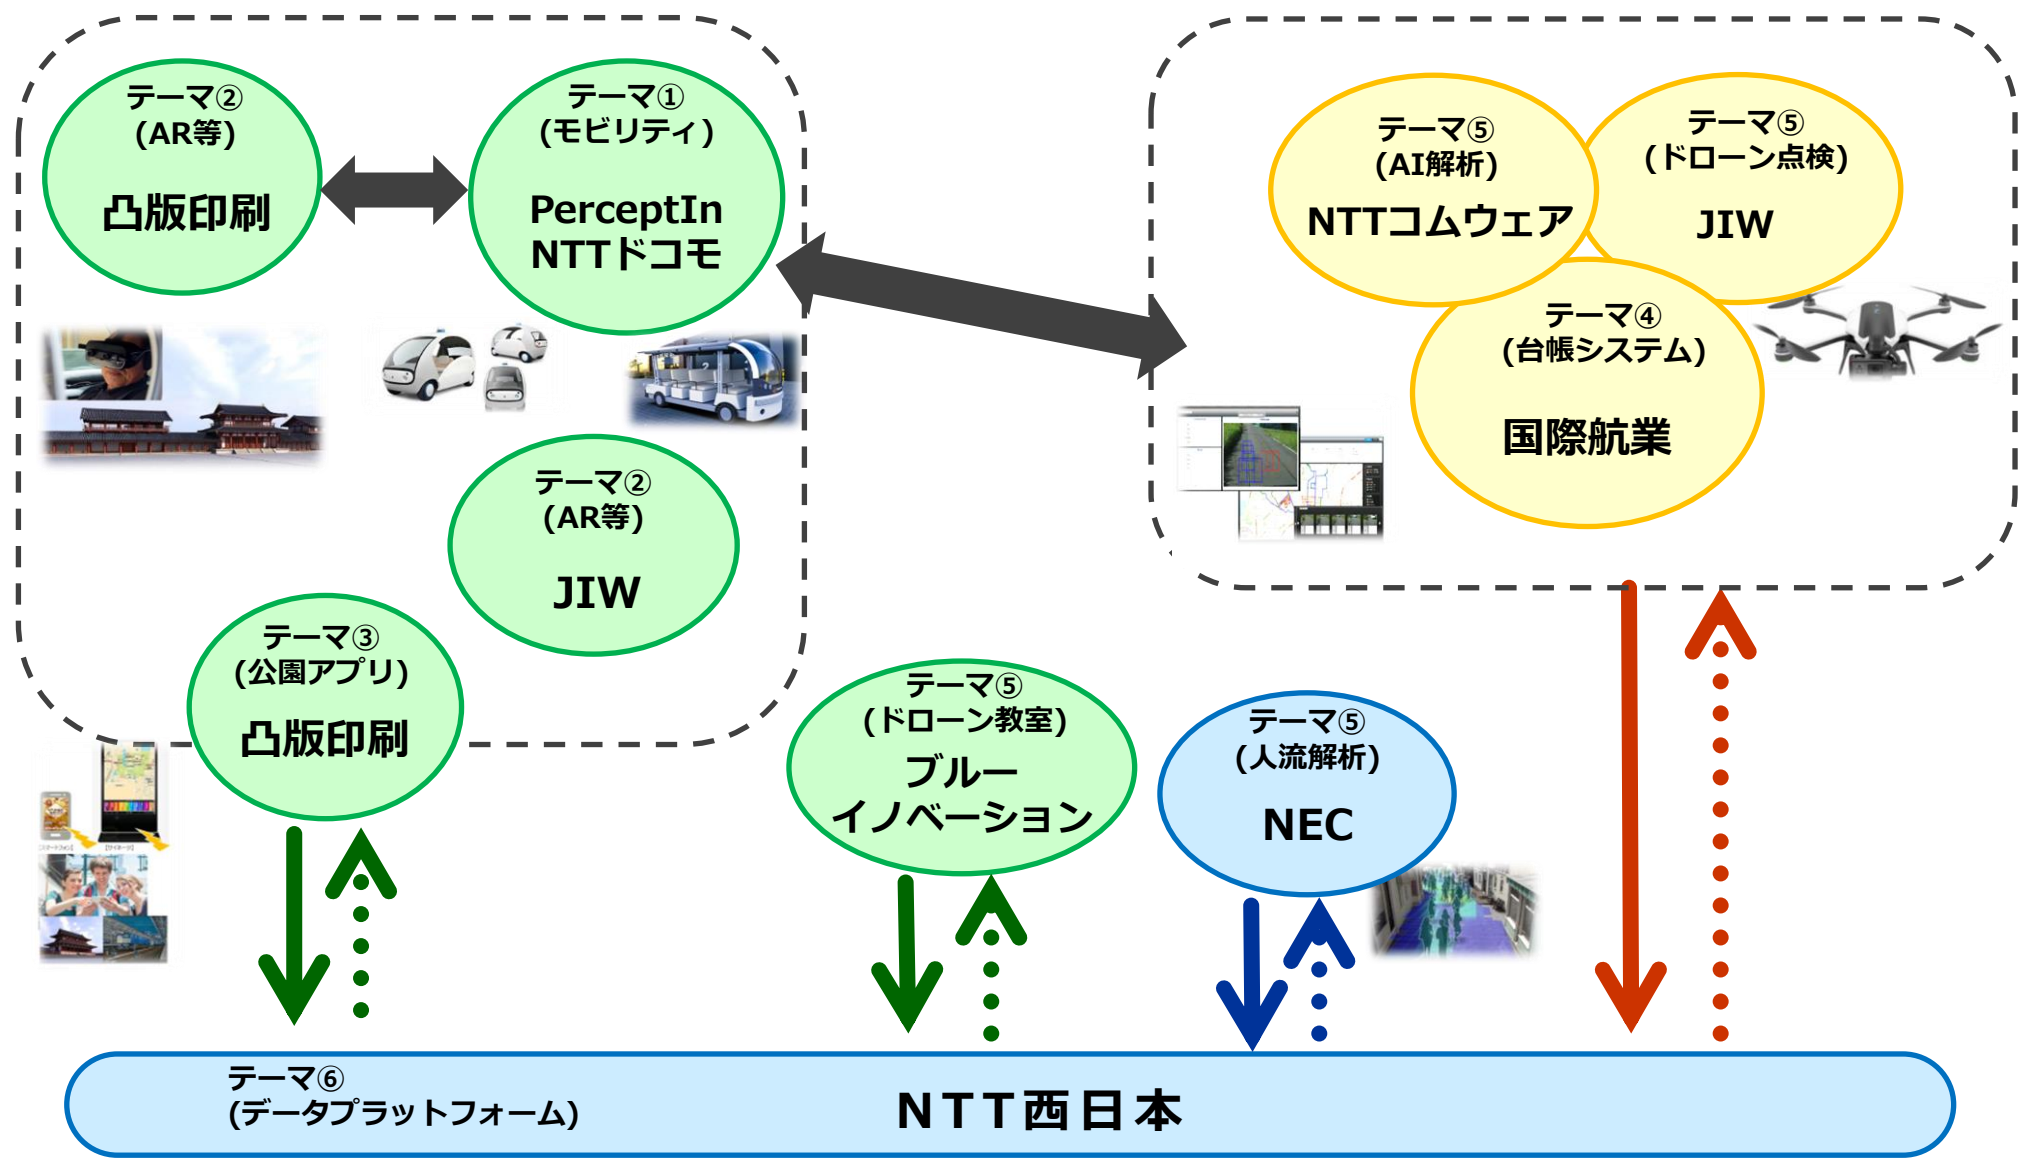 テーマ②
(AR等)
凸版印刷
テーマ①
(モビリティ)
PerceptIn
NTTドコモ
テーマ⑤
(AI解析)
NTTコムウェア
テーマ⑤
(ドローン点検)
JIW
テーマ④
(台帳システム)
国際航業
テーマ②
(AR等)
JIW
テーマ③
(公園アプリ)
凸版印刷
テーマ⑤
(ドローン教室)
ブルー
イノベーション
テーマ⑤
(人流解析)
NEC
テーマ⑥
(データプラットフォーム)
NTT西日本